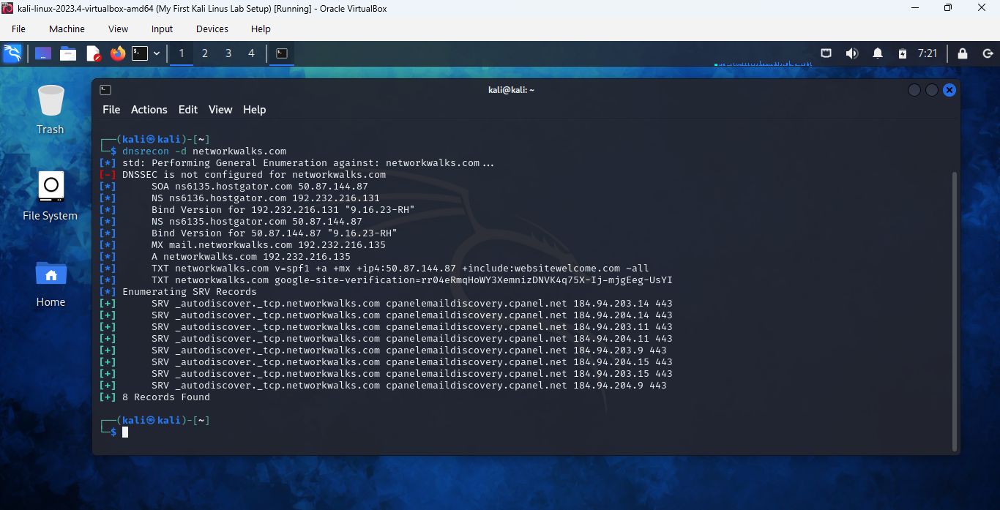 kali-linux-2023.4-virtualbox-amd64 (My First Kali Linus Lab Setup) [Running] - Oracle VirtualBox
File Machine View Input Devices Help
1 2 3 4 7:21
Trash
File System
Home
kali@kali: ~
File Actions Edit View Help
┌──(kali㉿kali)-[~]
└─$ dnsrecon -d networkwalks.com
[*] std: Performing General Enumeration against: networkwalks.com...
[-] DNSSEC is not configured for networkwalks.com
[*] SOA ns6135.hostgator.com 50.87.144.87
[*] NS ns6136.hostgator.com 192.232.216.131
[*] Bind Version for 192.232.216.131 "9.16.23-RH"
[*] NS ns6135.hostgator.com 50.87.144.87
[*] Bind Version for 50.87.144.87 "9.16.23-RH"
[*] MX mail.networkwalks.com 192.232.216.135
[*] A networkwalks.com 192.232.216.135
[*] TXT networkwalks.com v=spf1 +a +mx +ip4:50.87.144.87 +include:websitewelcome.com ~all
[*] TXT networkwalks.com google-site-verification=rr04eRmqHoWY3XemnizDNVK4q75X-Ij-mjgEeg-UsYI
[*] Enumerating SRV Records
[+] SRV _autodiscover._tcp.networkwalks.com cpanelemaildiscovery.cpanel.net 184.94.203.14 443
[+] SRV _autodiscover._tcp.networkwalks.com cpanelemaildiscovery.cpanel.net 184.94.204.14 443
[+] SRV _autodiscover._tcp.networkwalks.com cpanelemaildiscovery.cpanel.net 184.94.203.11 443
[+] SRV _autodiscover._tcp.networkwalks.com cpanelemaildiscovery.cpanel.net 184.94.204.11 443
[+] SRV _autodiscover._tcp.networkwalks.com cpanelemaildiscovery.cpanel.net 184.94.203.9 443
[+] SRV _autodiscover._tcp.networkwalks.com cpanelemaildiscovery.cpanel.net 184.94.204.15 443
[+] SRV _autodiscover._tcp.networkwalks.com cpanelemaildiscovery.cpanel.net 184.94.203.15 443
[+] SRV _autodiscover._tcp.networkwalks.com cpanelemaildiscovery.cpanel.net 184.94.204.9 443
[+] 8 Records Found
┌──(kali㉿kali)-[~]
└─$